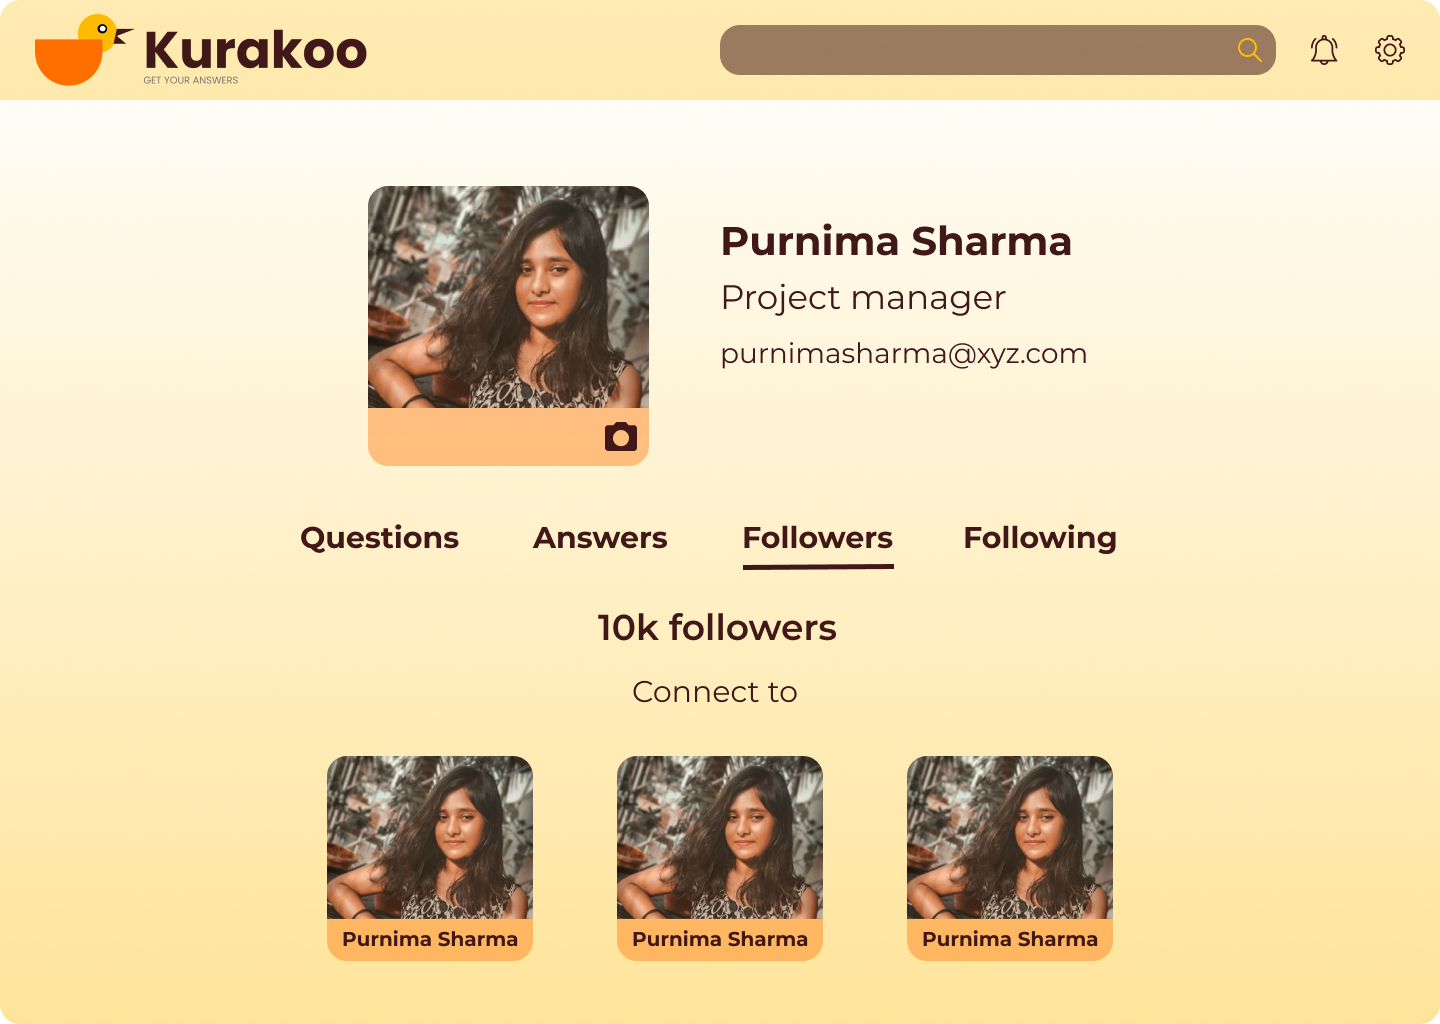 Kurakoo
GET YOUR ANSWERS
Purnima Sharma
Project manager
purnimasharma@xyz.com
Questions Answers Followers Following
10k followers
Connect to
Purnima Sharma Purnima Sharma Purnima Sharma